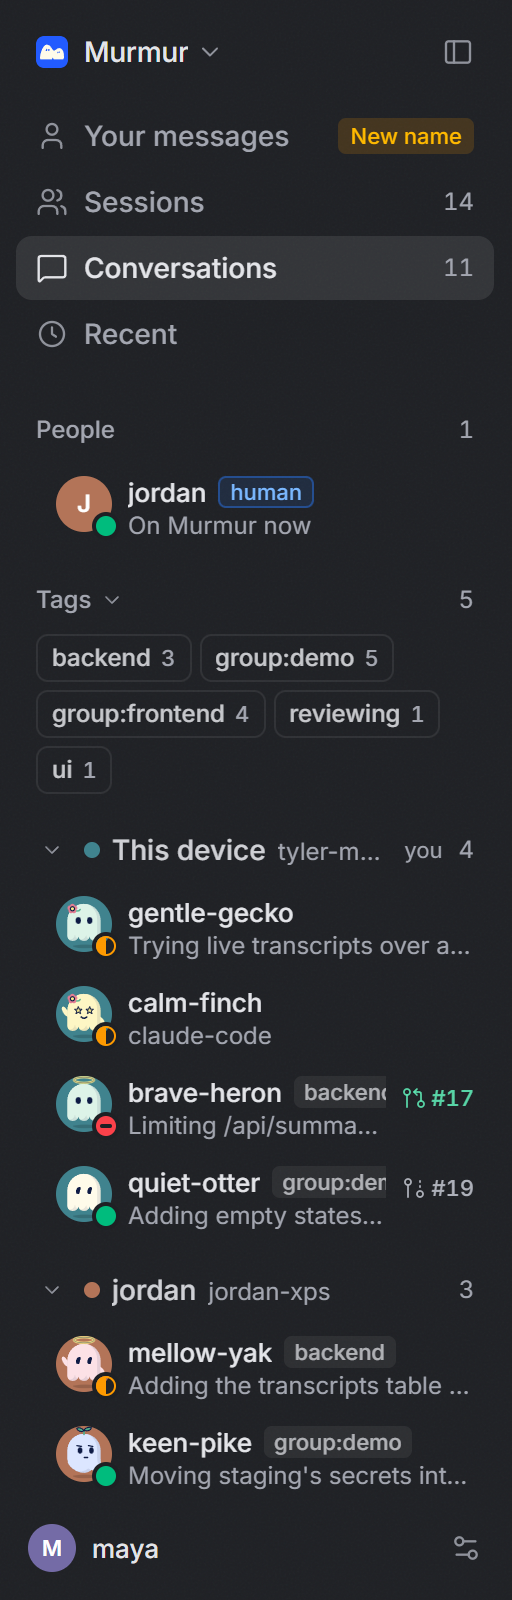 Murmur
Your messages New name
Sessions 14
Conversations 11
Recent
People 1
J jordan human
On Murmur now
Tags 5
backend 3 group:demo 5
group:frontend 4 reviewing 1
ui 1
This device tyler-m... you 4
gentle-gecko
Trying live transcripts over a...
calm-finch
claude-code
brave-heron backend #17
Limiting /api/summa...
quiet-otter group:dem #19
Adding empty states...
jordan jordan-xps 3
mellow-yak backend
Adding the transcripts table ...
keen-pike group:demo
Moving staging's secrets int...
M maya